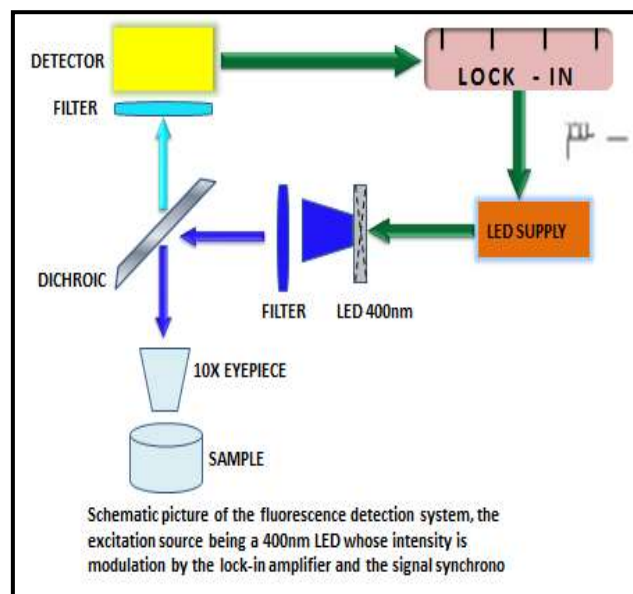 DETECTOR
LOCK - IN
FILTER
LED SUPPLY
DICHROIC
FILTER
LED 400nm
10X EYEPIECE
SAMPLE
Schematic picture of the fluorescence detection system, the
excitation source being a 400nm LED whose intensity is
modulation by the lock-in amplifier and the signal synchrono